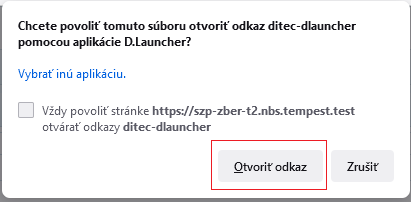 Chcete povoliť tomuto súboru otvoriť odkaz ditec-dlauncher
pomocou aplikácie D.Launcher?
Vybrať inú aplikáciu.
Vždy povoliť stránke https://szp-zber-t2.nbs.tempest.test
otvárať odkazy ditec-dlauncher
Otvoriť odkaz
Zrušiť